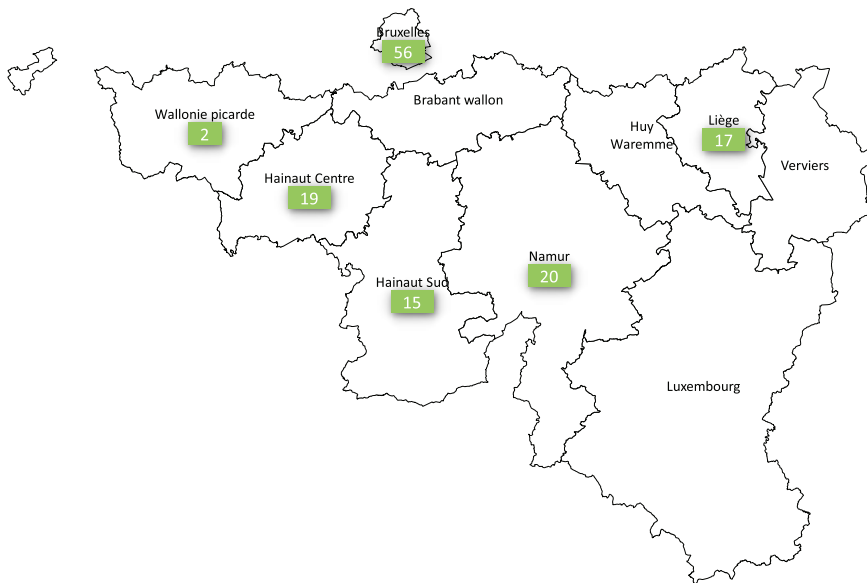 Bruxelles
56
Brabant wallon
Wallonie picarde
2
Huy
Waremme
Liège
17
Verviers
Hainaut Centre
19
Namur
20
Hainaut Sud
15
Luxembourg